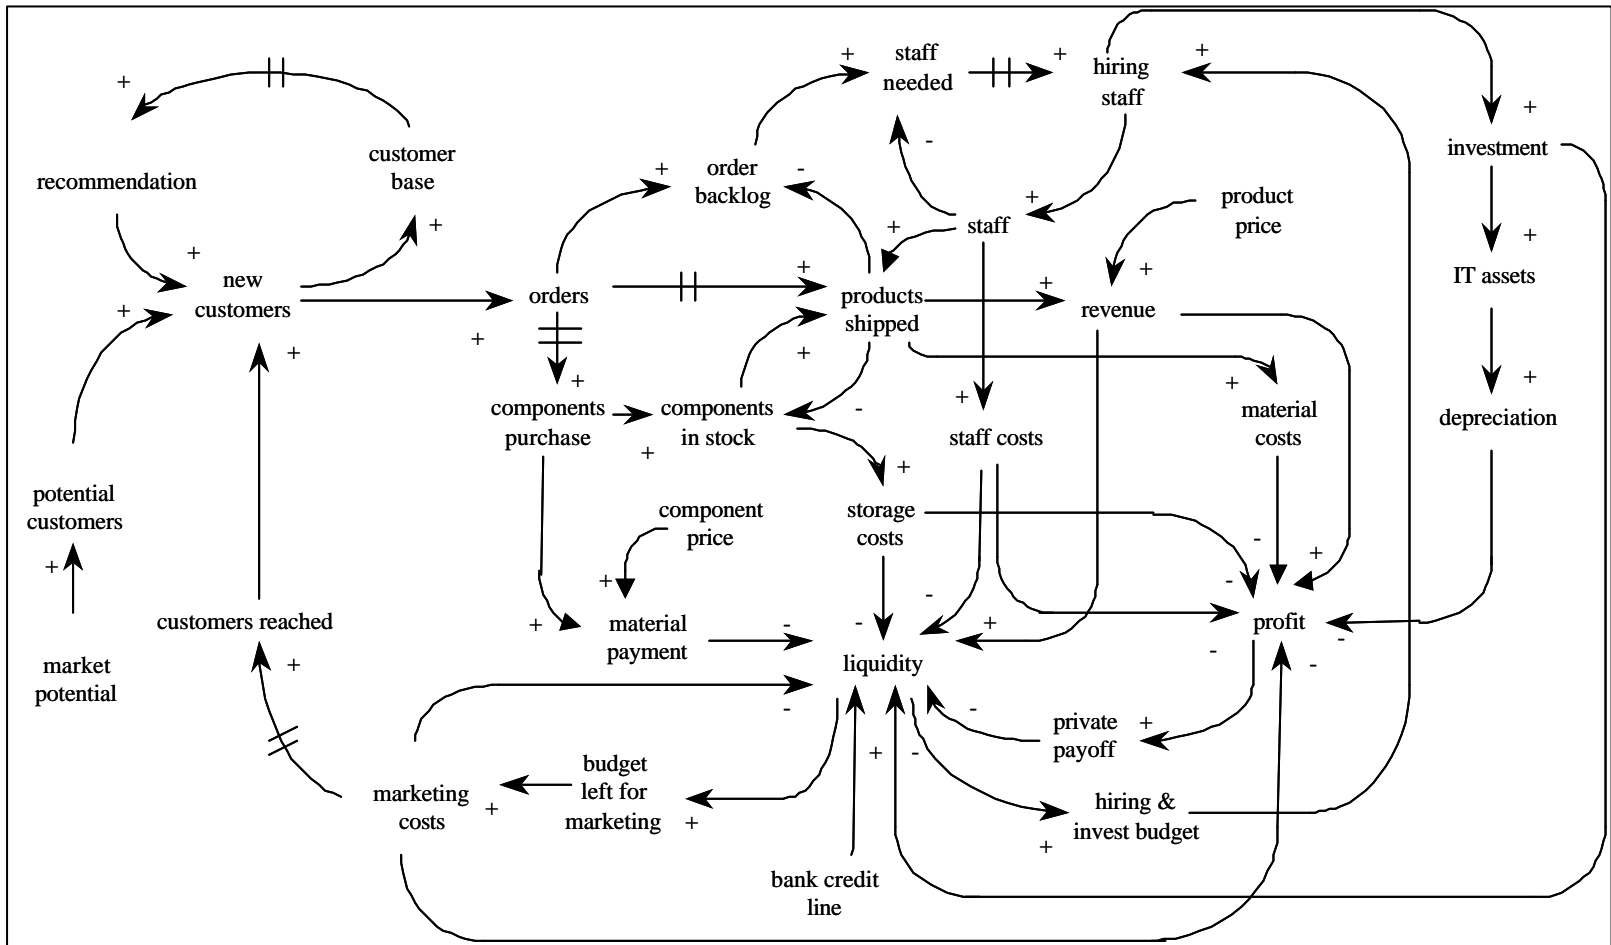 staff
needed
hiring
staff
customer
base
recommendation
order
backlog
investment
product
price
staff
new
customers
orders
products
shipped
revenue
IT assets
components
purchase
components
in stock
staff costs
material
costs
depreciation
potential
customers
component
price
storage
costs
customers reached
material
payment
profit
market
potential
liquidity
private
payoff
marketing
costs
budget
left for
marketing
hiring &
invest budget
bank credit
line
+
+
+
+
+
+
-
-
+
+
+
+
+
+
+
+
+
+
+
+
-
+
+
+
+
+
+
-
-
+
+
+
-
-
-
+
-
-
-
+
-
-
+
+
-
+
+
+